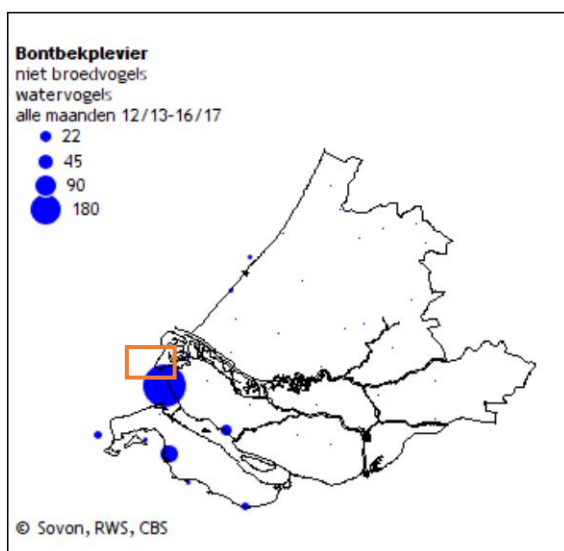 Bontbekplevier
niet broedvogels
watervogels
alle maanden 12/13-16/17
22
45
90
180
© Sovon, RWS, CBS